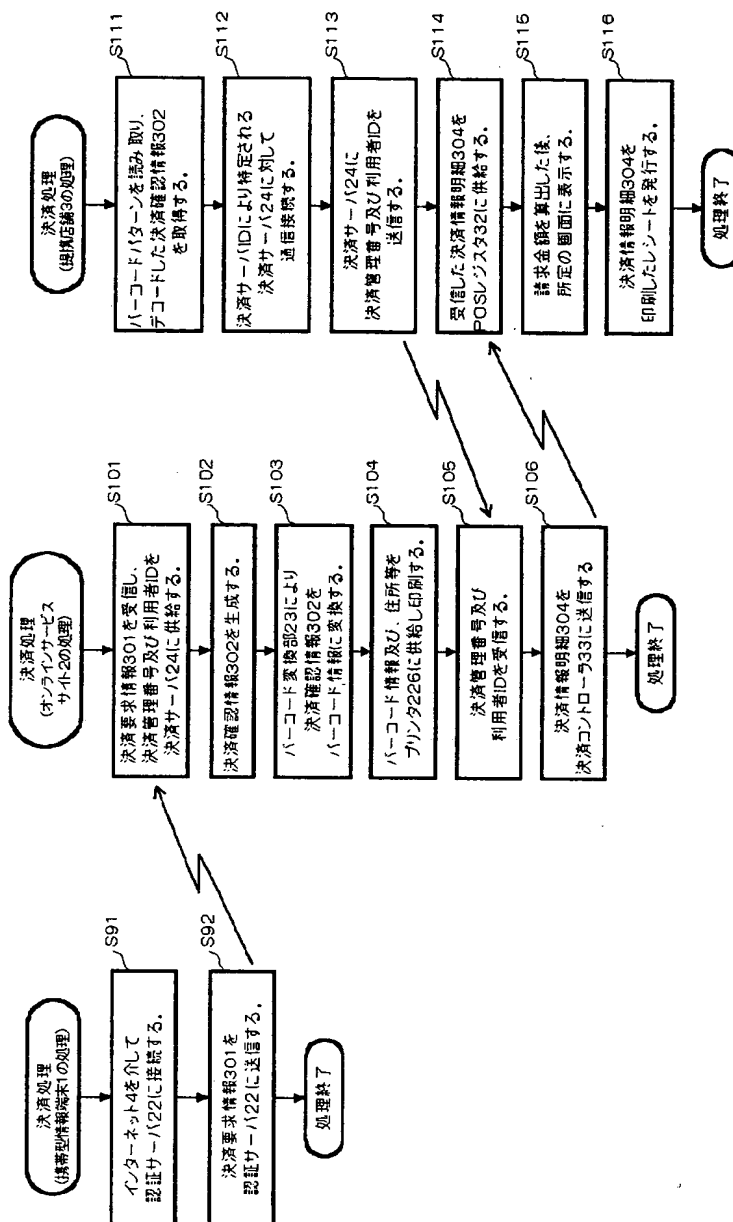 決済処理
(携帯型情報端末1の処理)
S91
インターネット4を介して
認証サーバ22に接続する。
S92
決済要求情報301を
認証サーバ22に送信する。
処理終了
決済処理
(オンラインサービス
サイト2の処理)
S101
決済要求情報301を受信し、
決済管理番号及び利用者IDを
決済サーバ24に供給する。
S102
決済確認情報302を生成する。
S103
バーコード変換部23により
決済確認情報302を
バーコード情報に変換する。
S104
バーコード情報及び、住所等を
プリンタ226に供給し印刷する。
S105
決済管理番号及び
利用者IDを受信する。
S106
決済情報明細304を
決済コントローラ33に送信する
処理終了
決済処理
(提携店舗3の処理)
S111
バーコードパターンを読み取り、
デコードした決済確認情報302
を取得する。
S112
決済サーバIDにより特定される
決済サーバ24に対して
通信接続する。
S113
決済サーバ24に
決済管理番号及び利用者IDを
送信する。
S114
受信した決済情報明細304を
POSレジスタ32に供給する。
S115
請求金額を算出した後、
所定の画面に表示する。
S116
決済情報明細304を
印刷したレシートを発行する。
処理終了